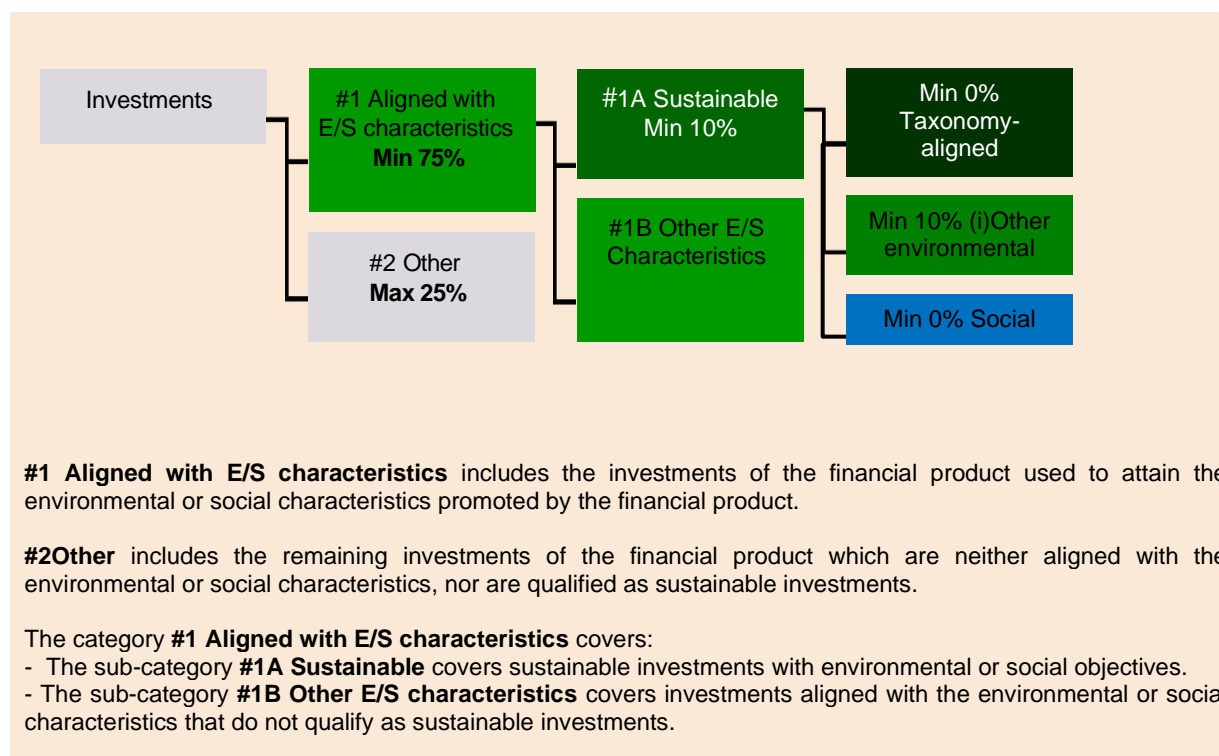 Investments
#1 Aligned with
E/S characteristics
Min 75%
#2 Other
Max 25%
#1A Sustainable
Min 10%
#1B Other E/S
Characteristics
Min 0%
Taxonomy-
aligned
Min 10% (i)Other
environmental
Min 0% Social
#1 Aligned with E/S characteristics includes the investments of the financial product used to attain the
environmental or social characteristics promoted by the financial product.
#2Other includes the remaining investments of the financial product which are neither aligned with the
environmental or social characteristics, nor are qualified as sustainable investments.
The category #1 Aligned with E/S characteristics covers:
- The sub-category #1A Sustainable covers sustainable investments with environmental or social objectives.
- The sub-category #1B Other E/S characteristics covers investments aligned with the environmental or social
characteristics that do not qualify as sustainable investments.